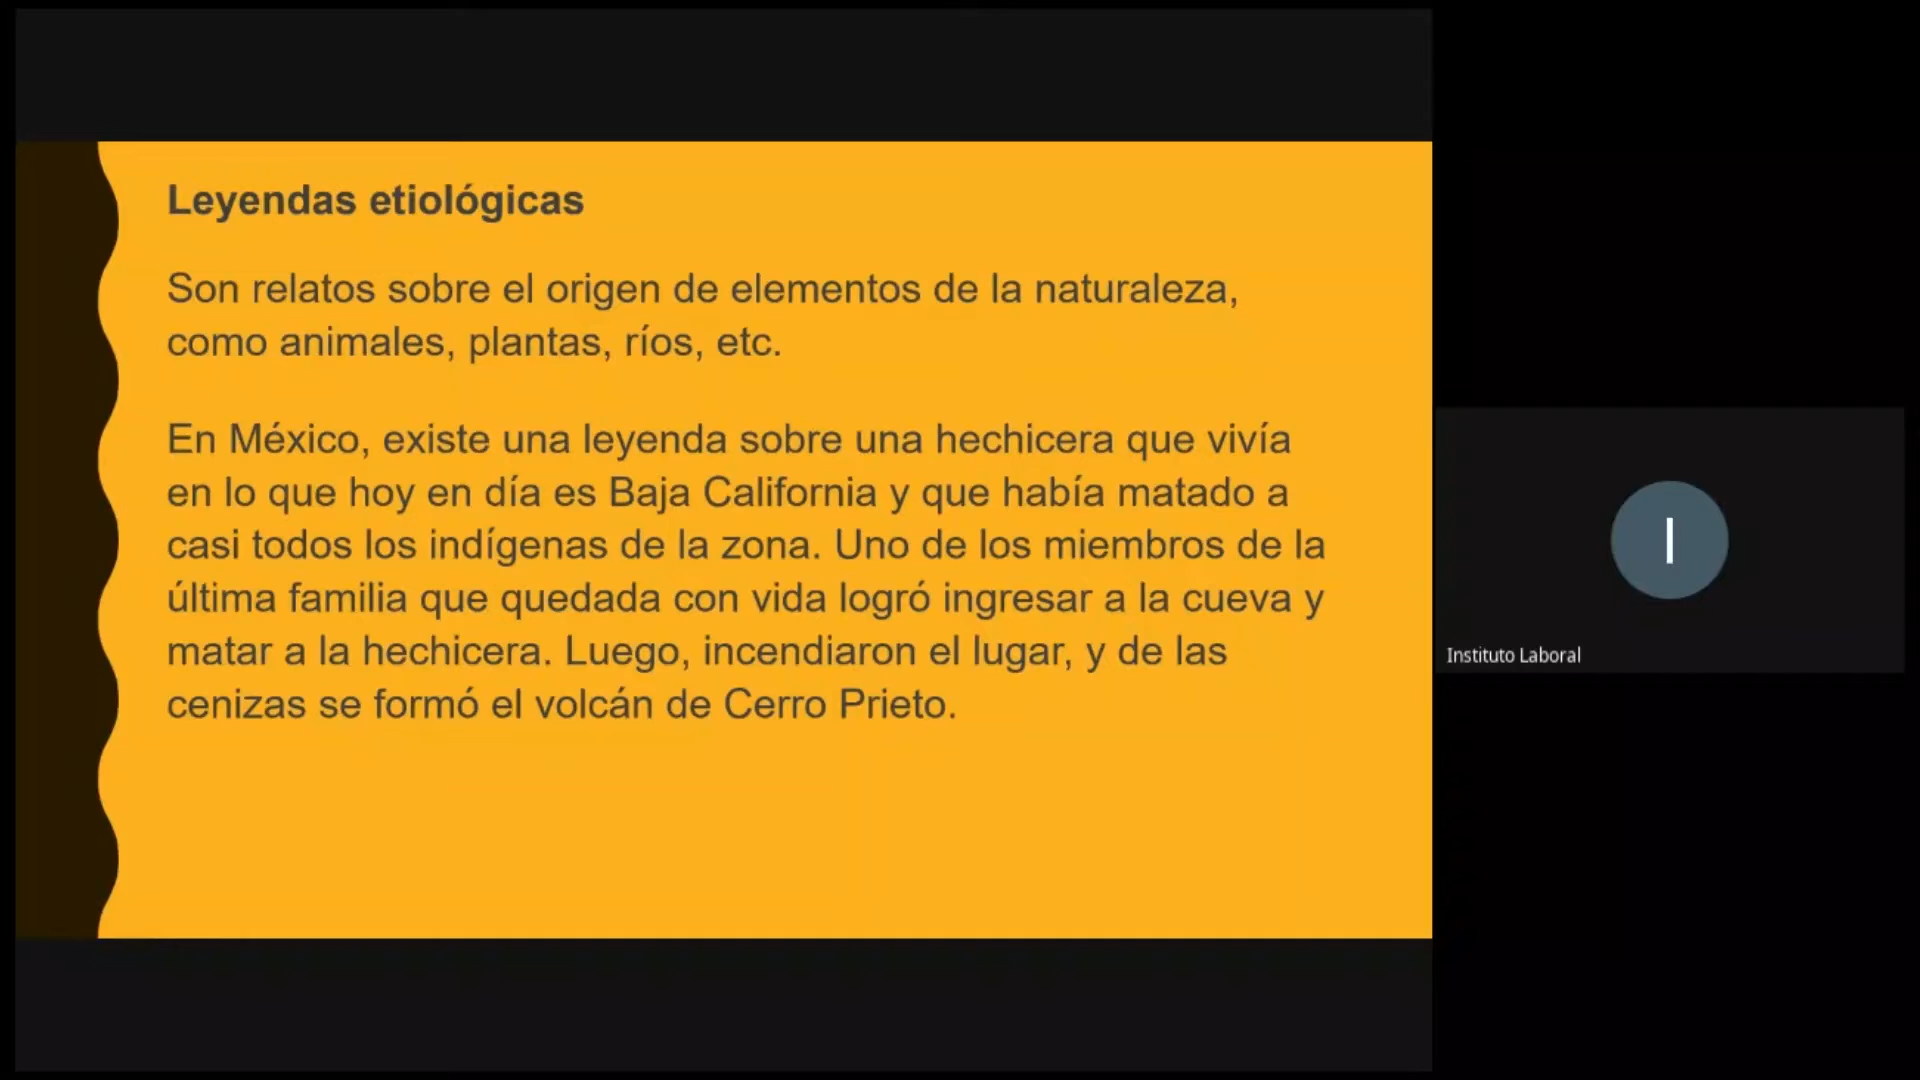 Leyendas etiológicas
Son relatos sobre el origen de elementos de la naturaleza,
como animales, plantas, ríos, etc.
En México, existe una leyenda sobre una hechicera que vivía
en lo que hoy en día es Baja California y que había matado a
casi todos los indígenas de la zona. Uno de los miembros de la
última familia que quedada con vida logró ingresar a la cueva y
matar a la hechicera. Luego, incendiaron el lugar, y de las
cenizas se formó el volcán de Cerro Prieto.
I
Instituto Laboral